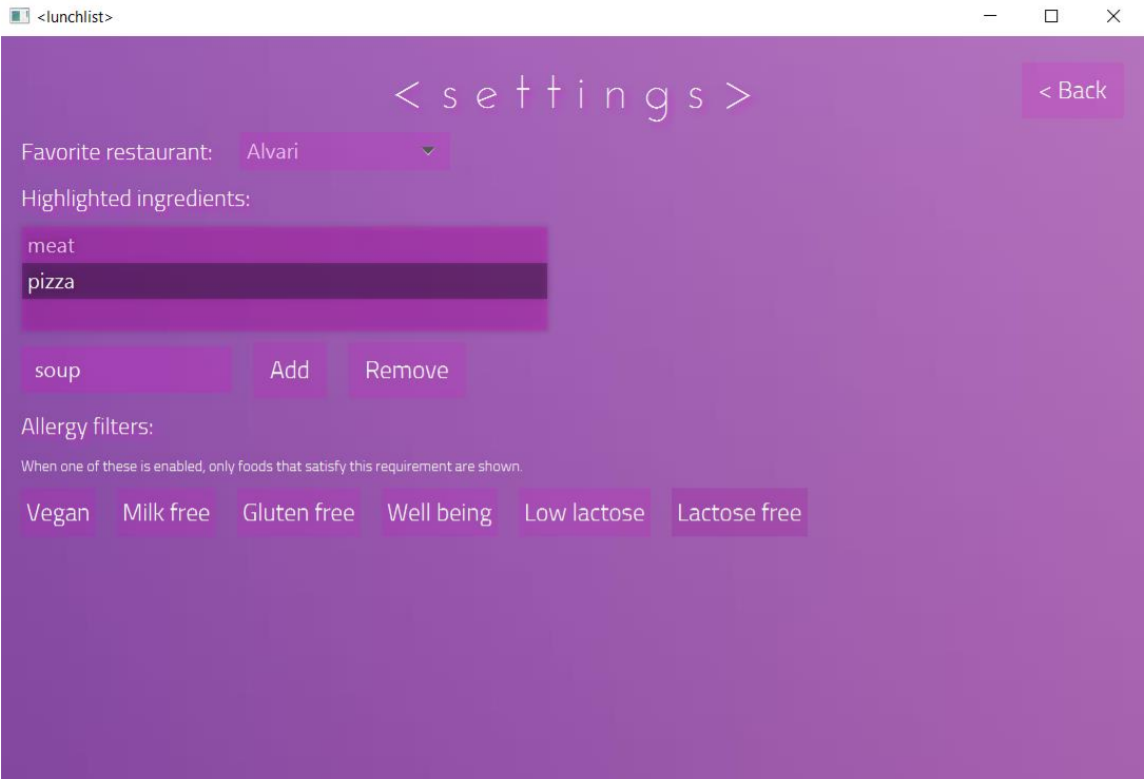 <lunchlist>
<settings>
< Back
Favorite restaurant: Alvari
Highlighted ingredients:
meat
pizza
soup Add Remove
Allergy filters:
When one of these is enabled, only foods that satisfy this requirement are shown.
Vegan Milk free Gluten free Well being Low lactose Lactose free